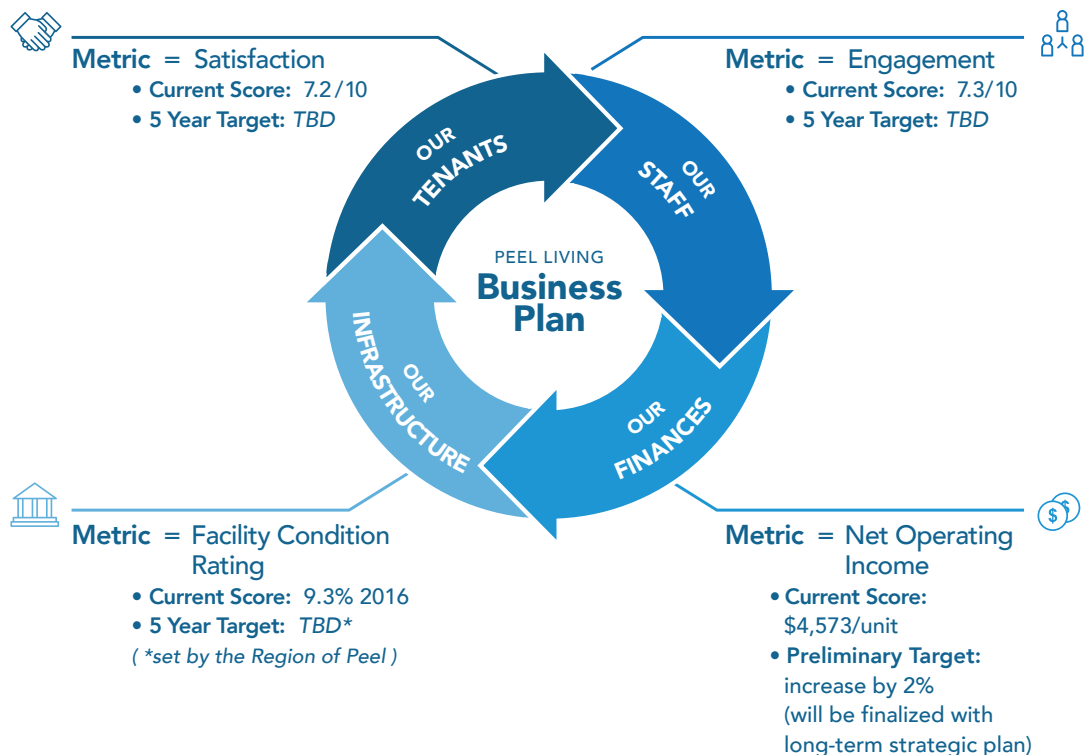 Metric = Satisfaction
• Current Score: 7.2/10
• 5 Year Target: TBD
Metric = Engagement
• Current Score: 7.3/10
• 5 Year Target: TBD
OUR
TENANTS
OUR
STAFF
PEEL LIVING
Business
Plan
OUR
INFRASTRUCTURE
OUR
FINANCES
Metric = Facility Condition
Rating
• Current Score: 9.3% 2016
• 5 Year Target: TBD*
( *set by the Region of Peel )
$ $
Metric = Net Operating
Income
• Current Score:
$4,573/unit
• Preliminary Target:
increase by 2%
(will be finalized with
long-term strategic plan)